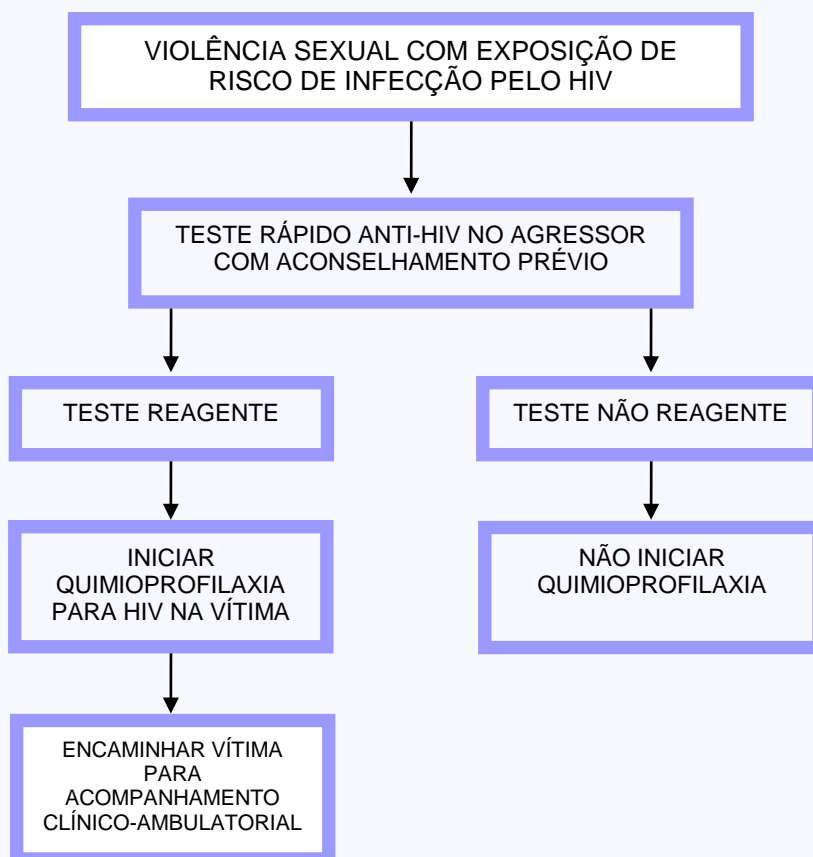 VIOLÊNCIA SEXUAL COM EXPOSIÇÃO DE
RISCO DE INFECÇÃO PELO HIV
TESTE RÁPIDO ANTI-HIV NO AGRESSOR
COM ACONSELHAMENTO PRÉVIO
TESTE REAGENTE
TESTE NÃO REAGENTE
INICIAR
QUIMIOPROFILAXIA
PARA HIV NA VÍTIMA
NÃO INICIAR
QUIMIOPROFILAXIA
ENCAMINHAR VÍTIMA
PARA
ACOMPANHAMENTO
CLÍNICO-AMBULATORIAL